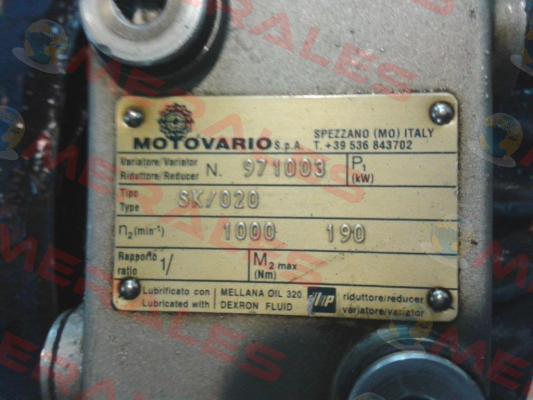 MERALES
MOTOVARIO S.p.A.
SPEZZANO (MO) ITALY
T. +39 536 843702
Variatore/Variator
Riduttore/Reducer N. 971003 P1 (kW)
Tipo
Type SK/020
n2(min-1) 1000 190
Rapporto
ratio 1/ M2 max (Nm)
Lubrificato con MELLANA OIL 320 IP riduttore/reducer
Lubricated with DEXRON FLUID variatore/variator